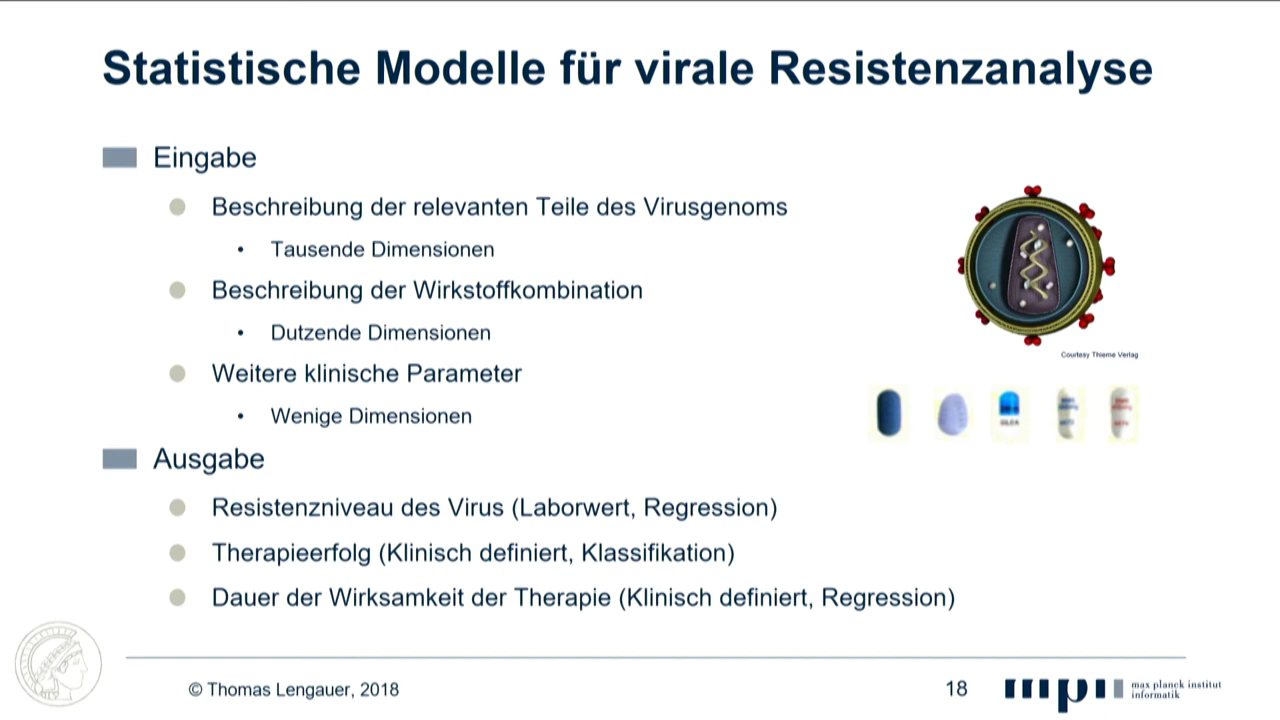 Statistische Modelle für virale Resistenzanalyse
Eingabe
Beschreibung der relevanten Teile des Virusgenoms
• Tausende Dimensionen
Beschreibung der Wirkstoffkombination
• Dutzende Dimensionen
Weitere klinische Parameter
• Wenige Dimensionen
Courtesy Thieme Verlag
Ausgabe
Resistenzniveau des Virus (Laborwert, Regression)
Therapieerfolg (Klinisch definiert, Klassifikation)
Dauer der Wirksamkeit der Therapie (Klinisch definiert, Regression)
© Thomas Lengauer, 2018
18
mpi
max planck institut
informatik